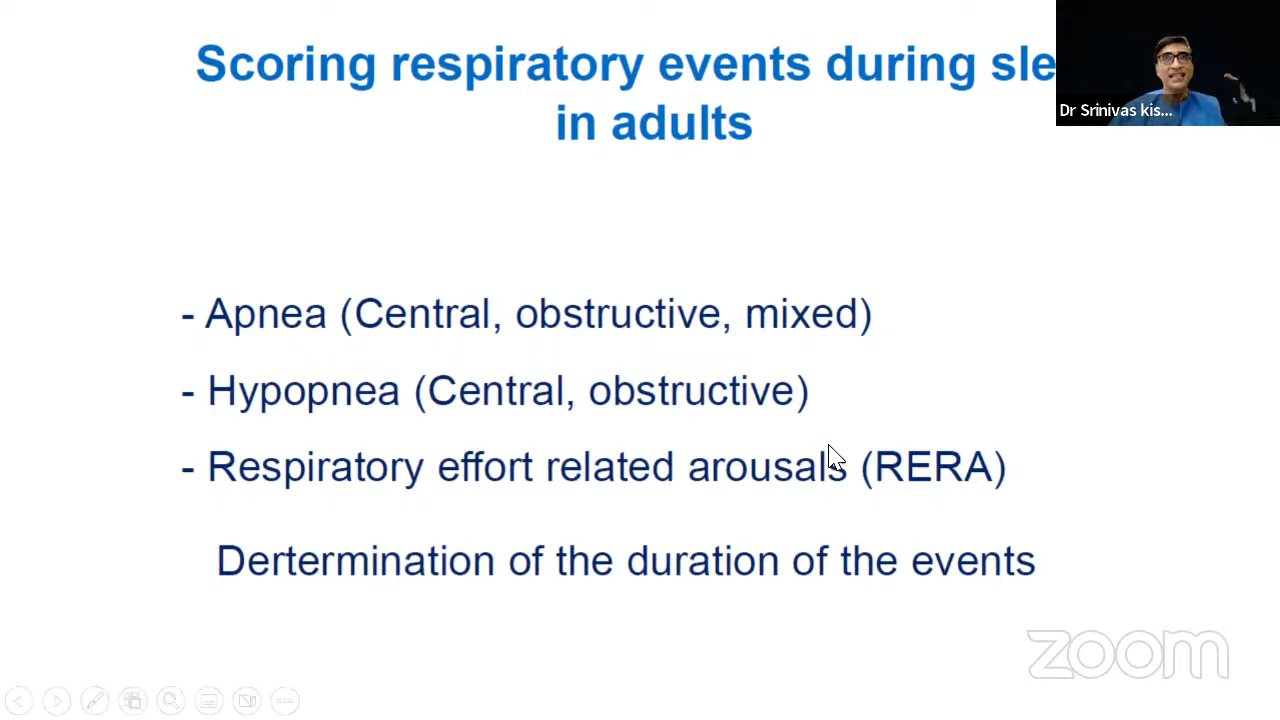 Scoring respiratory events during sle
in adults
Dr Srinivas kis...
- Apnea (Central, obstructive, mixed)
- Hypopnea (Central, obstructive)
- Respiratory effort related arousals (RERA)
Dertermination of the duration of the events
zoom